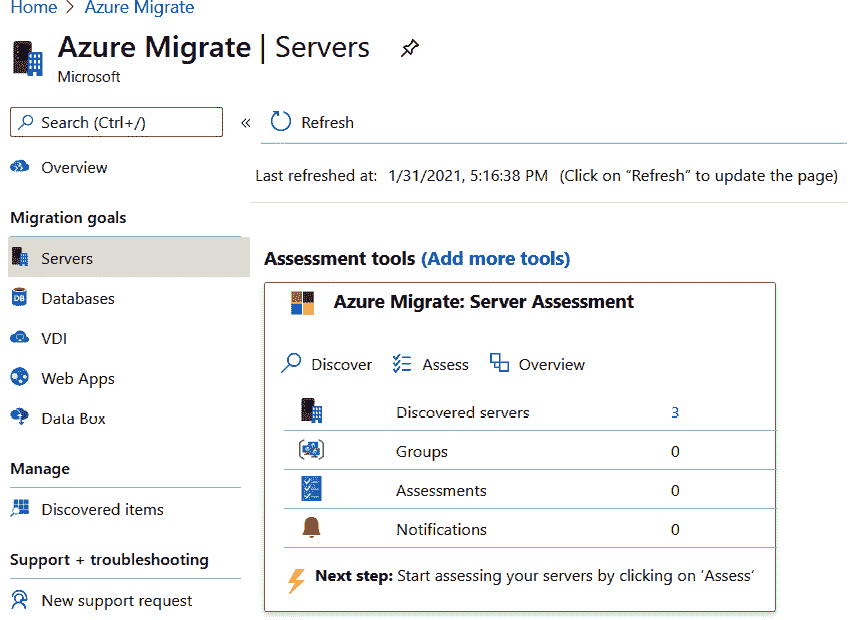 Home > Azure Migrate
Azure Migrate | Servers
Microsoft
Search (Ctrl+/)
«
Refresh
Overview
Last refreshed at: 1/31/2021, 5:16:38 PM (Click on “Refresh” to update the page)
Migration goals
Servers
DB
Databases
VDI
Web Apps
Data Box
Manage
Discovered items
Support + troubleshooting
New support request
Assessment tools (Add more tools)
Azure Migrate: Server Assessment
Discover Assess Overview
Discovered servers 3
Groups 0
Assessments 0
Notifications 0
Next step: Start assessing your servers by clicking on ‘Assess’